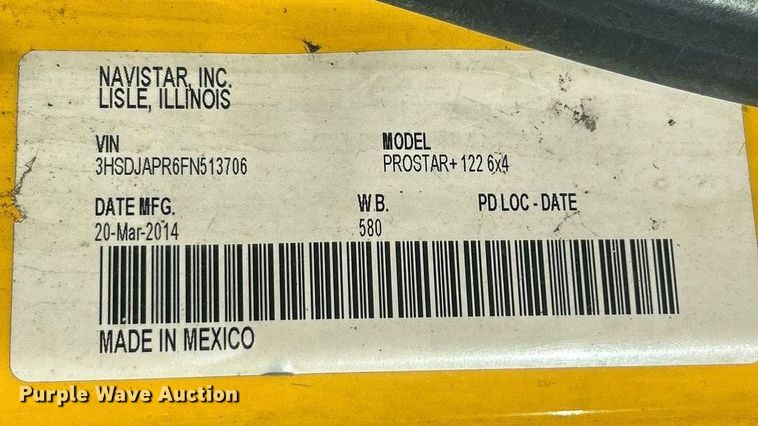 NAVISTAR, INC.
LISLE, ILLINOIS
VIN
MODEL
3HSDJAPR6FN513706
PROSTAR+ 122 6x4
DATE MFG.
W.B.
PD LOC - DATE
20-Mar-2014
580
MADE IN MEXICO
Purple Wave Auction